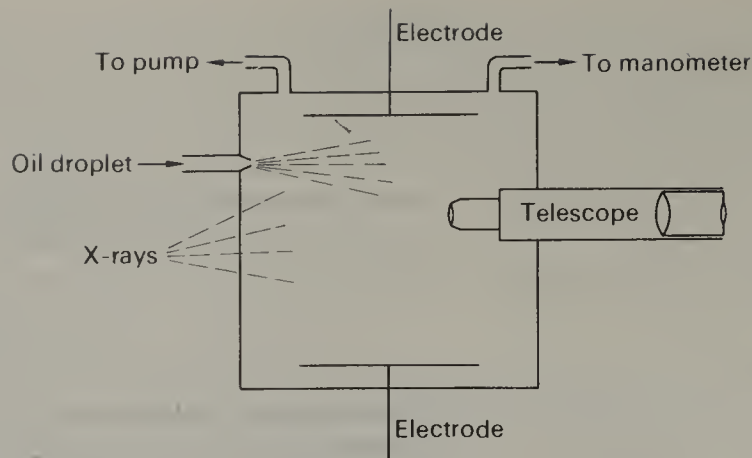 Electrode
To pump
To manometer
Oil droplet
Telescope
X-rays
Electrode